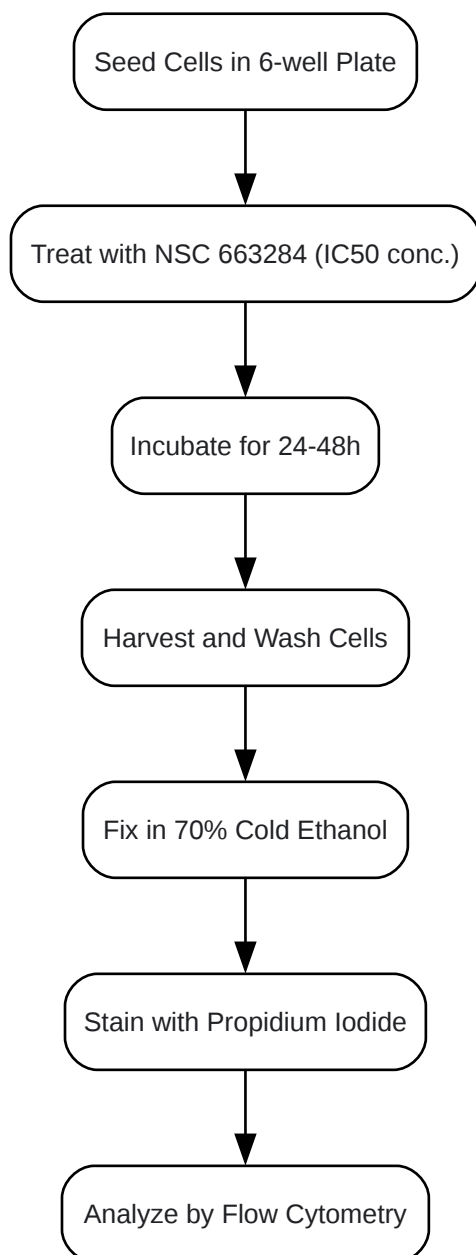 Seed Cells in 6-well Plate
Treat with NSC 663284 (IC50 conc.)
Incubate for 24-48h
Harvest and Wash Cells
Fix in 70% Cold Ethanol
Stain with Propidium Iodide
Analyze by Flow Cytometry